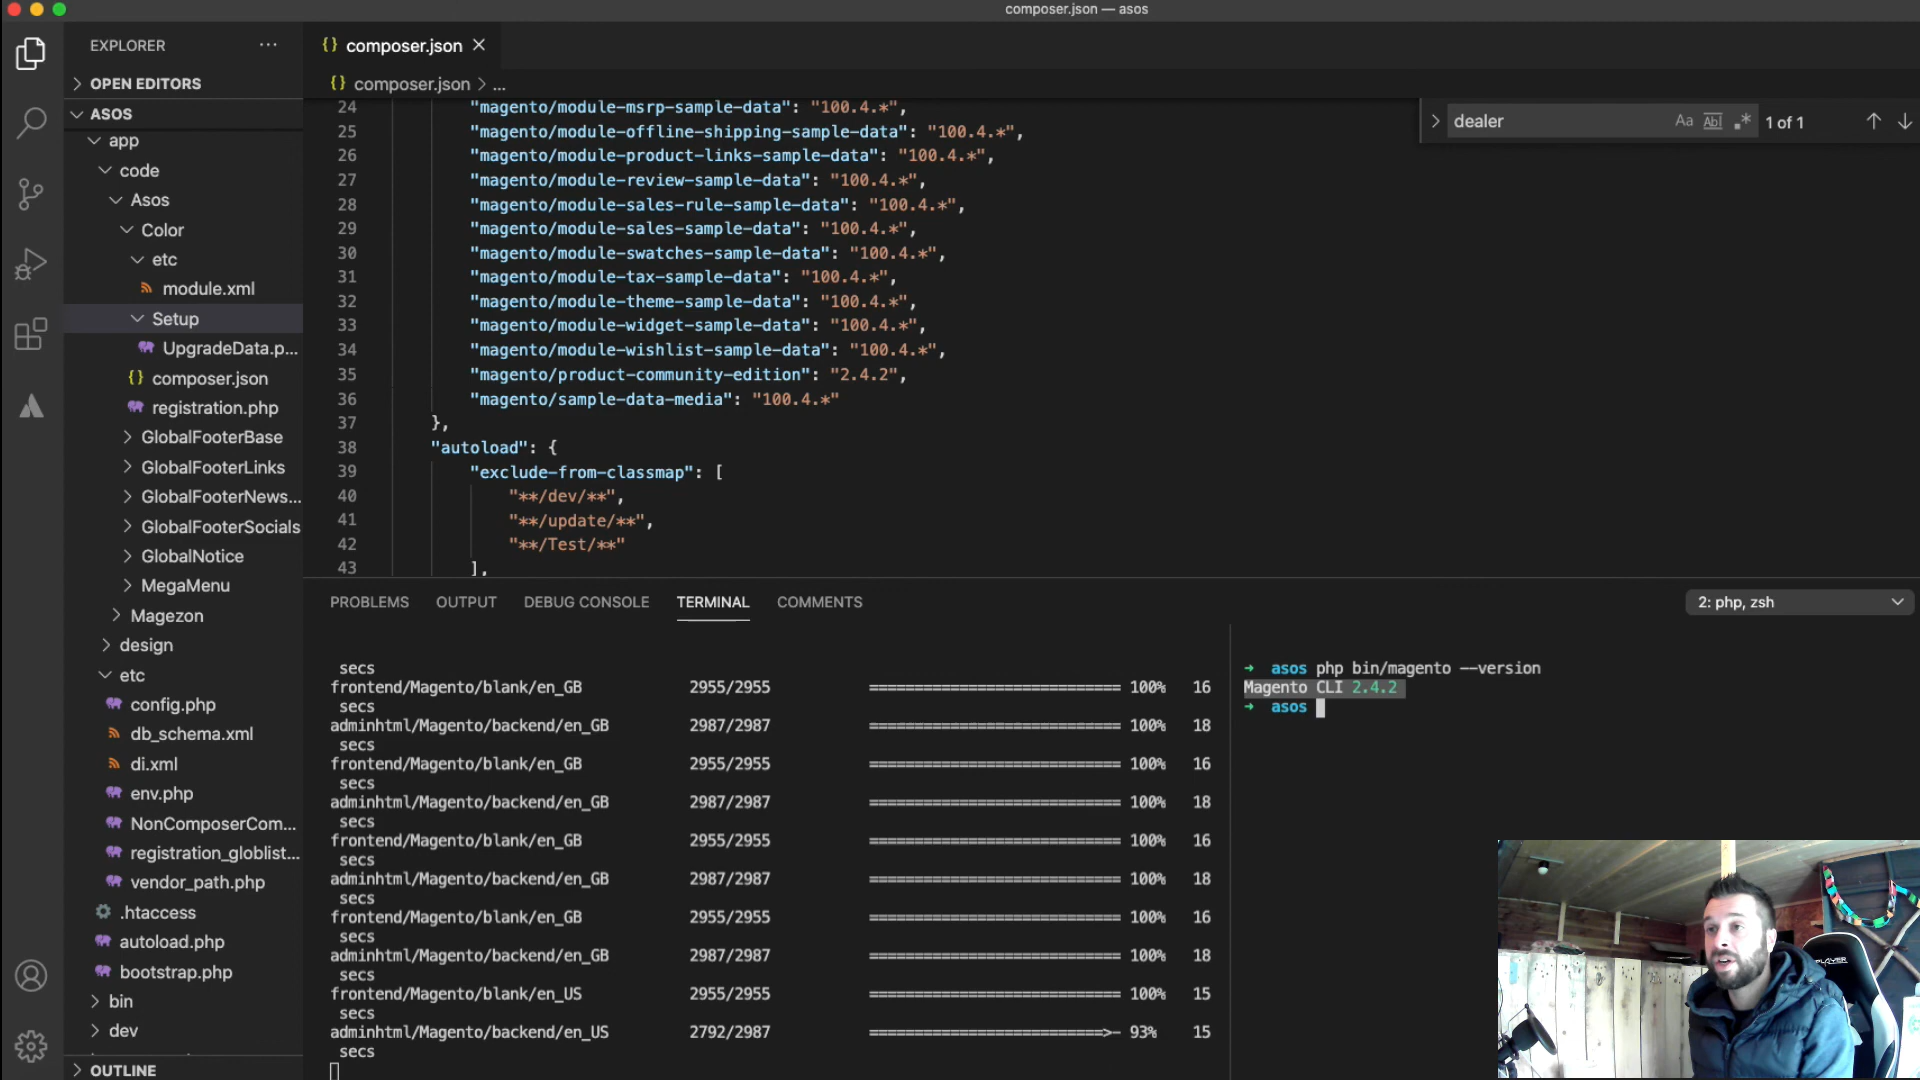 composer.json — asos
EXPLORER
OPEN EDITORS
ASOS
app
code
Asos
Color
etc
module.xml
Setup
UpgradeData.p...
composer.json
registration.php
GlobalFooterBase
GlobalFooterLinks
GlobalFooterNews...
GlobalFooterSocials
GlobalNotice
MegaMenu
Magezon
design
etc
config.php
db_schema.xml
di.xml
env.php
NonComposerCom...
registration_globlist...
vendor_path.php
.htaccess
autoload.php
bootstrap.php
bin
dev
OUTLINE
{} composer.json ×
{} composer.json > ...
dealer Aa Abl .* 1 of 1
24 "magento/module-msrp-sample-data": "100.4.*",
25 "magento/module-offline-shipping-sample-data": "100.4.*",
26 "magento/module-product-links-sample-data": "100.4.*",
27 "magento/module-review-sample-data": "100.4.*",
28 "magento/module-sales-rule-sample-data": "100.4.*",
29 "magento/module-sales-sample-data": "100.4.*",
30 "magento/module-swatches-sample-data": "100.4.*",
31 "magento/module-tax-sample-data": "100.4.*",
32 "magento/module-theme-sample-data": "100.4.*",
33 "magento/module-widget-sample-data": "100.4.*",
34 "magento/module-wishlist-sample-data": "100.4.*",
35 "magento/product-community-edition": "2.4.2",
36 "magento/sample-data-media": "100.4.*"
37 },
38 "autoload": {
39 "exclude-from-classmap": [
40 "**/dev/**",
41 "**/update/**",
42 "**/Test/**"
43 ],
PROBLEMS OUTPUT DEBUG CONSOLE TERMINAL COMMENTS
2: php, zsh
secs
frontend/Magento/blank/en_GB 2955/2955 ============================ 100% 16
secs
adminhtml/Magento/backend/en_GB 2987/2987 ============================ 100% 18
secs
frontend/Magento/blank/en_GB 2955/2955 ============================ 100% 16
secs
adminhtml/Magento/backend/en_GB 2987/2987 ============================ 100% 18
secs
frontend/Magento/blank/en_GB 2955/2955 ============================ 100% 16
secs
adminhtml/Magento/backend/en_GB 2987/2987 ============================ 100% 18
secs
frontend/Magento/blank/en_GB 2955/2955 ============================ 100% 16
secs
adminhtml/Magento/backend/en_GB 2987/2987 ============================ 100% 18
secs
frontend/Magento/blank/en_US 2955/2955 ============================ 100% 15
secs
adminhtml/Magento/backend/en_US 2792/2987 ==========================>- 93% 15
secs
➜ asos php bin/magento --version
Magento CLI 2.4.2
➜ asos